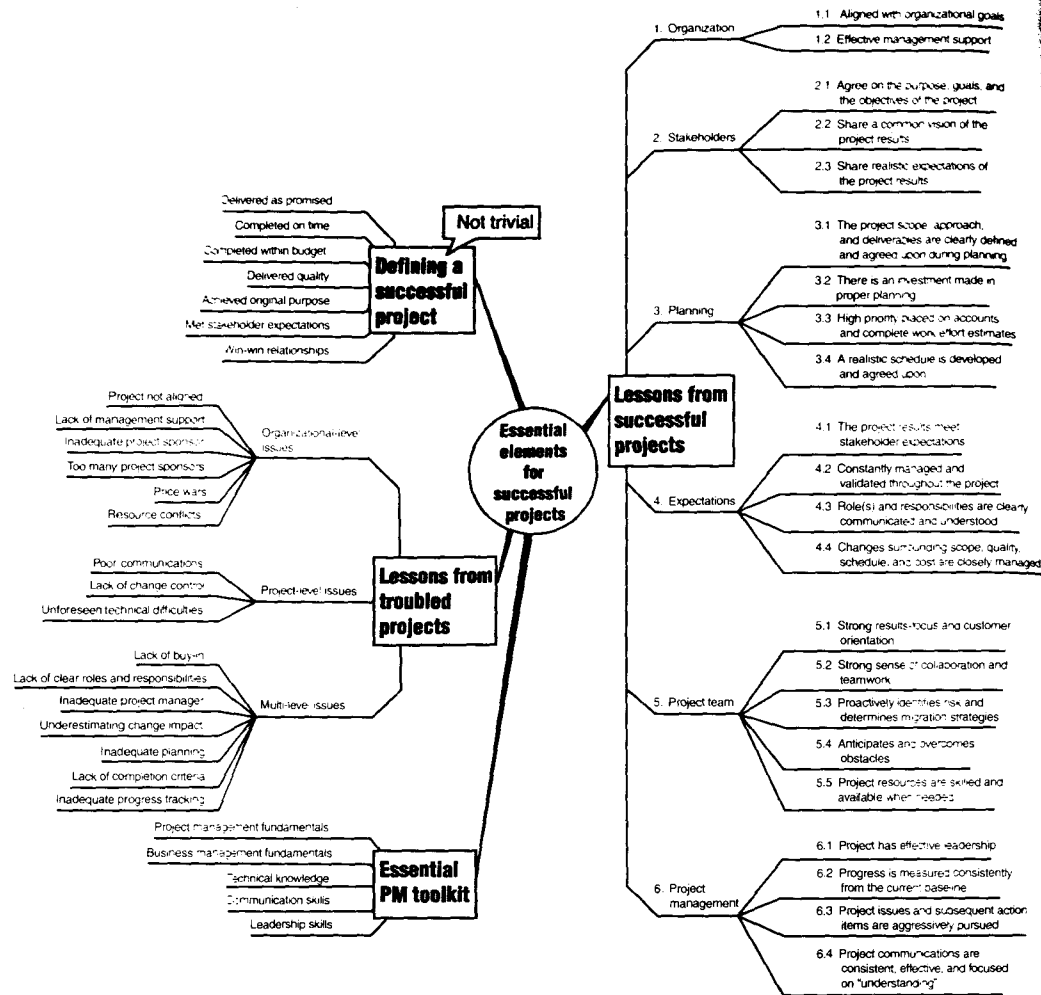 Essential
elements
for
successful
projects
Not trivial
Defining a
successful
project
Delivered as promised
Completed on time
Completed within budget
Delivered quality
Achieved original purpose
Met stakeholder expectations
Win-win relationships
Lessons from
troubled
projects
Organizational-level
issues
Project not aligned
Lack of management support
Inadequate project sponsor
Too many project sponsors
Price wars
Resource conflicts
Project-level issues
Poor communications
Lack of change control
Unforeseen technical difficulties
Multi-level issues
Lack of buy-in
Lack of clear roles and responsibilities
Inadequate project manager
Underestimating change impact
Inadequate planning
Lack of completion criteria
Inadequate progress tracking
Essential
PM toolkit
Project management fundamentals
Business management fundamentals
Technical knowledge
Communication skills
Leadership skills
Lessons from
successful
projects
1. Organization
1.1 Aligned with organizational goals
1.2 Effective management support
2. Stakeholders
2.1 Agree on the purpose, goals, and
the objectives of the project
2.2 Share a common vision of the
project results
2.3 Share realistic expectations of
the project results
3. Planning
3.1 The project scope, approach,
and deliverables are clearly defined
and agreed upon during planning
3.2 There is an investment made in
proper planning
3.3 High priority placed on accounts
and complete work effort estimates
3.4 A realistic schedule is developed
and agreed upon
4. Expectations
4.1 The project results meet
stakeholder expectations
4.2 Constantly managed and
validated throughout the project
4.3 Role(s) and responsibilities are clearly
communicated and understood
4.4 Changes surrounding scope, quality,
schedule, and cost are closely managed
5. Project team
5.1 Strong results-focus and customer
orientation
5.2 Strong sense of collaboration and
teamwork
5.3 Proactively identifies risk and
determines migration strategies
5.4 Anticipates and overcomes
obstacles
5.5 Project resources are skilled and
available when needed
6. Project
management
6.1 Project has effective leadership
6.2 Progress is measured consistently
from the current baseline
6.3 Project issues and subsequent action
items are aggressively pursued
6.4 Project communications are
consistent, effective, and focused
on "understanding"